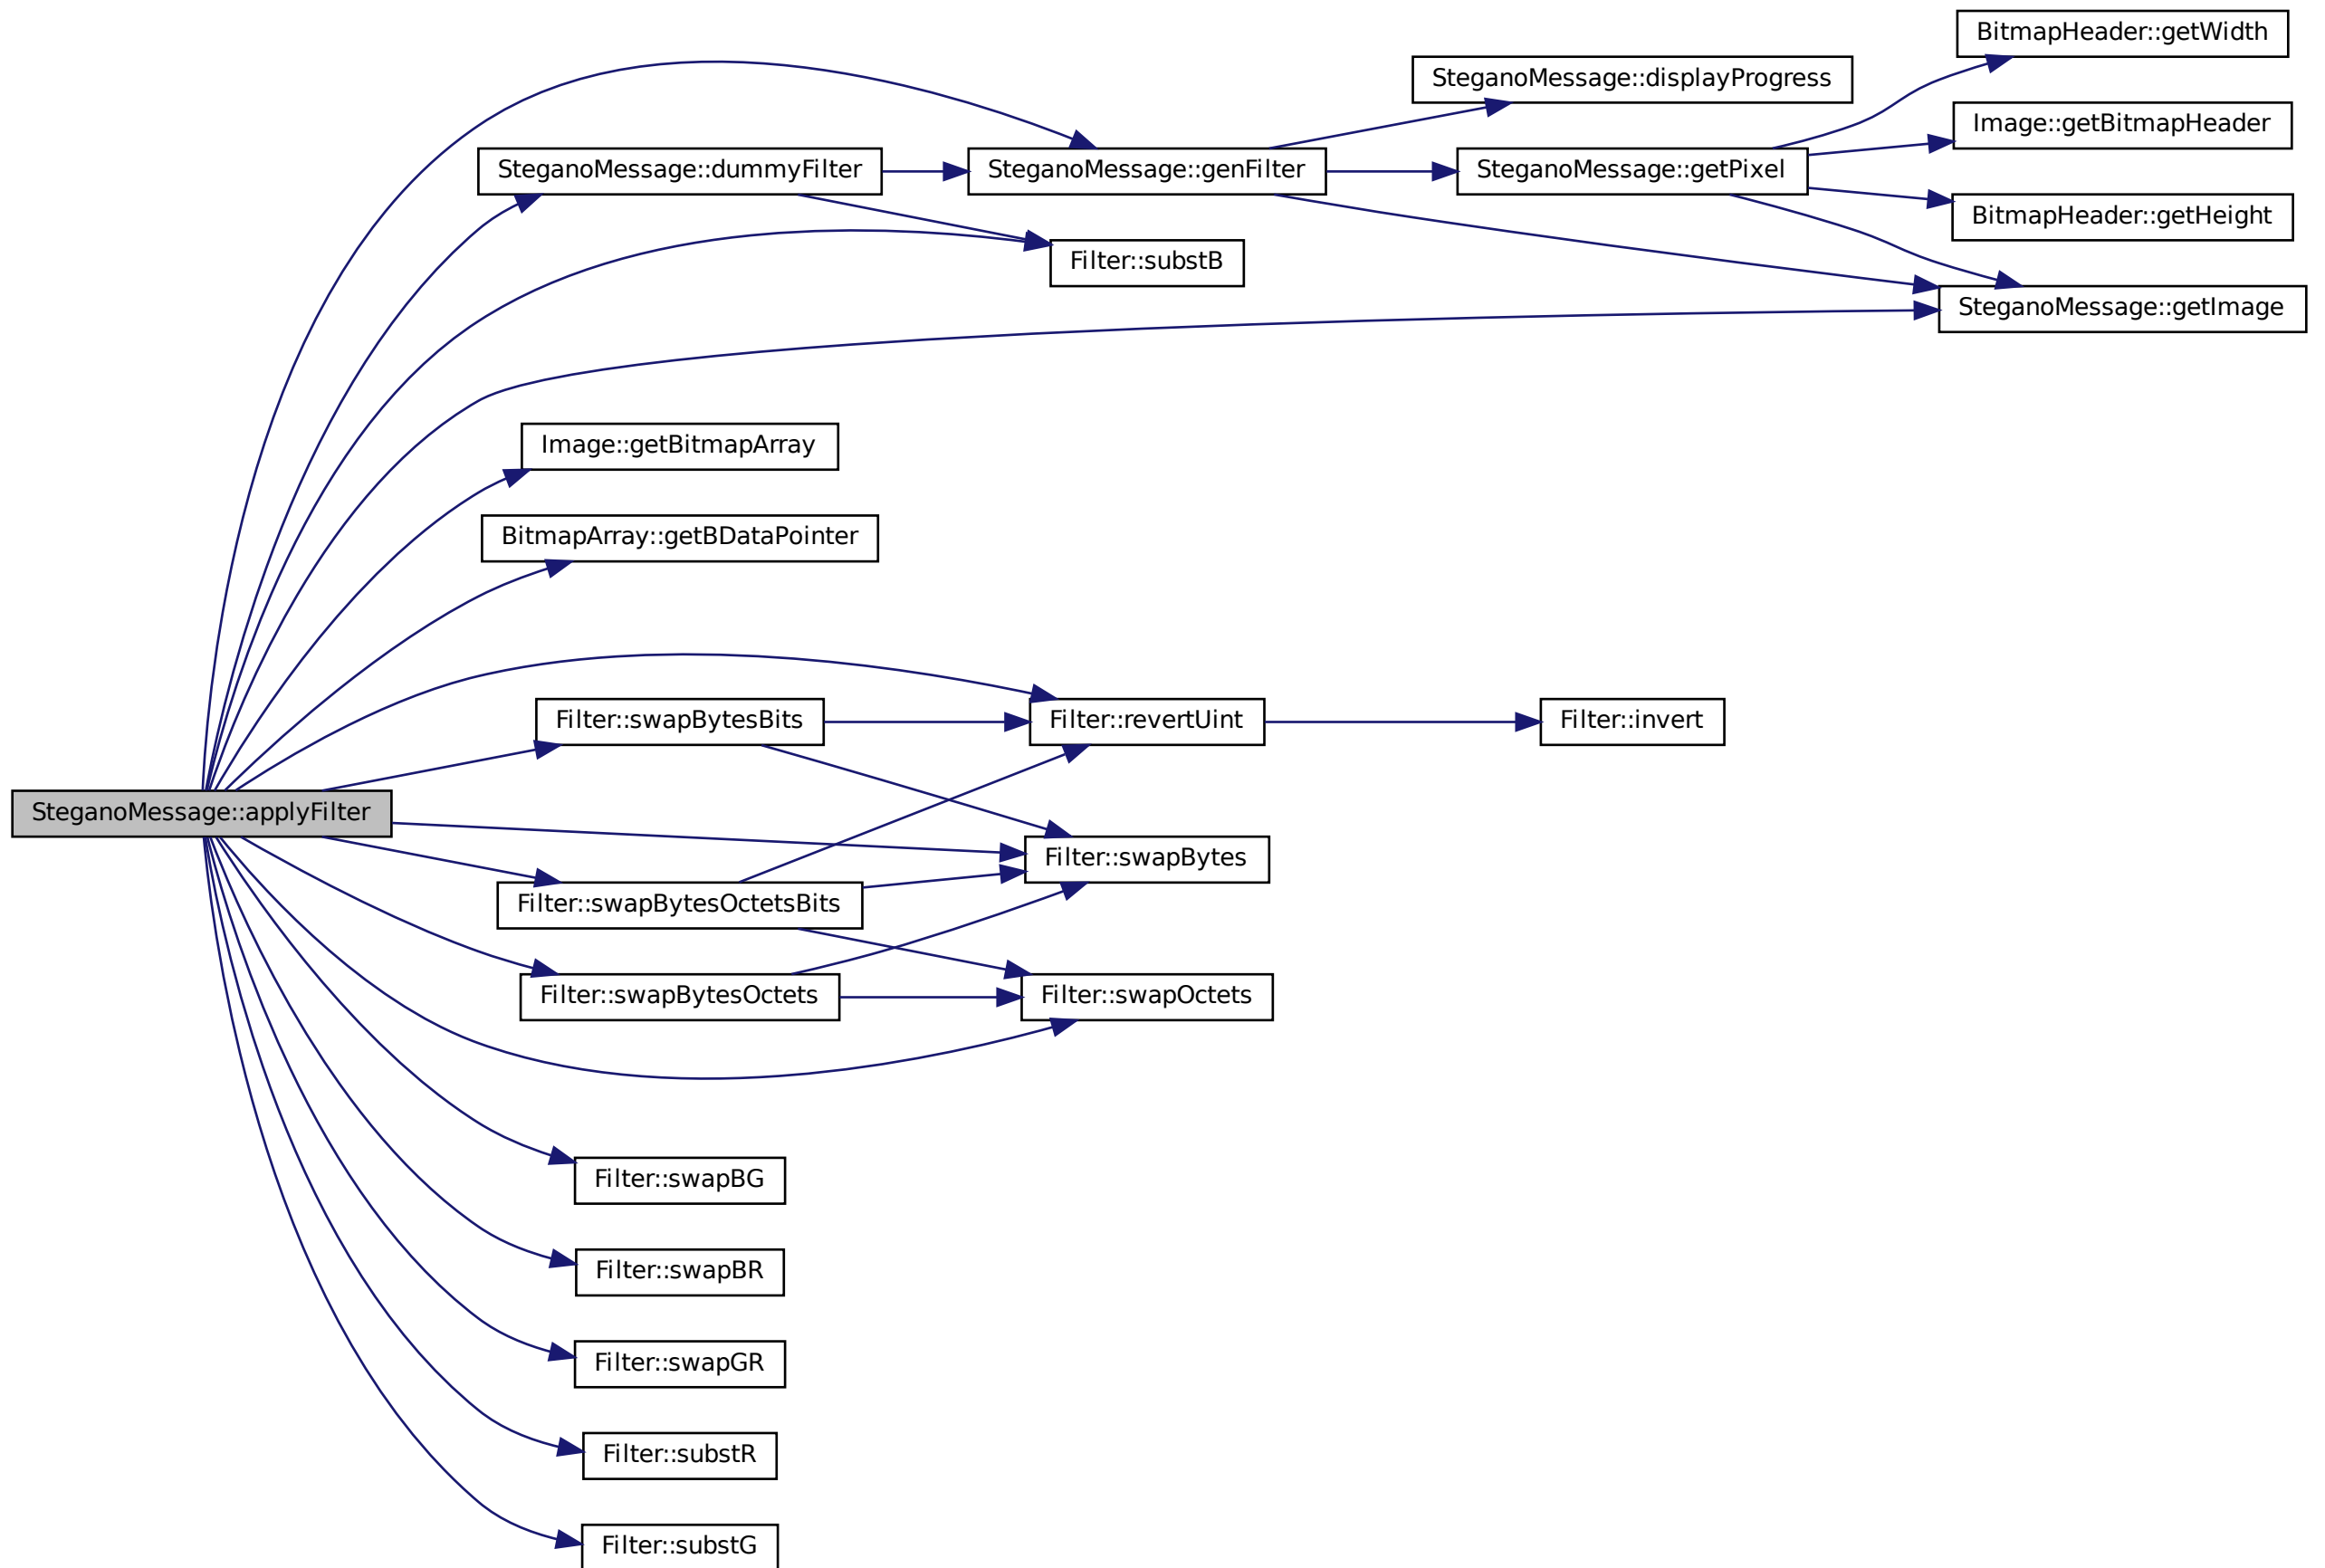 BitmapHeader::getWidth
SteganoMessage::displayProgress
Image::getBitmapHeader
SteganoMessage::dummyFilter
SteganoMessage::genFilter
SteganoMessage::getPixel
BitmapHeader::getHeight
Filter::substB
SteganoMessage::getImage
Image::getBitmapArray
BitmapArray::getBDataPointer
Filter::swapBytesBits
Filter::revertUint
Filter::invert
SteganoMessage::applyFilter
Filter::swapBytes
Filter::swapBytesOctetsBits
Filter::swapBytesOctets
Filter::swapOctets
Filter::swapBG
Filter::swapBR
Filter::swapGR
Filter::substR
Filter::substG